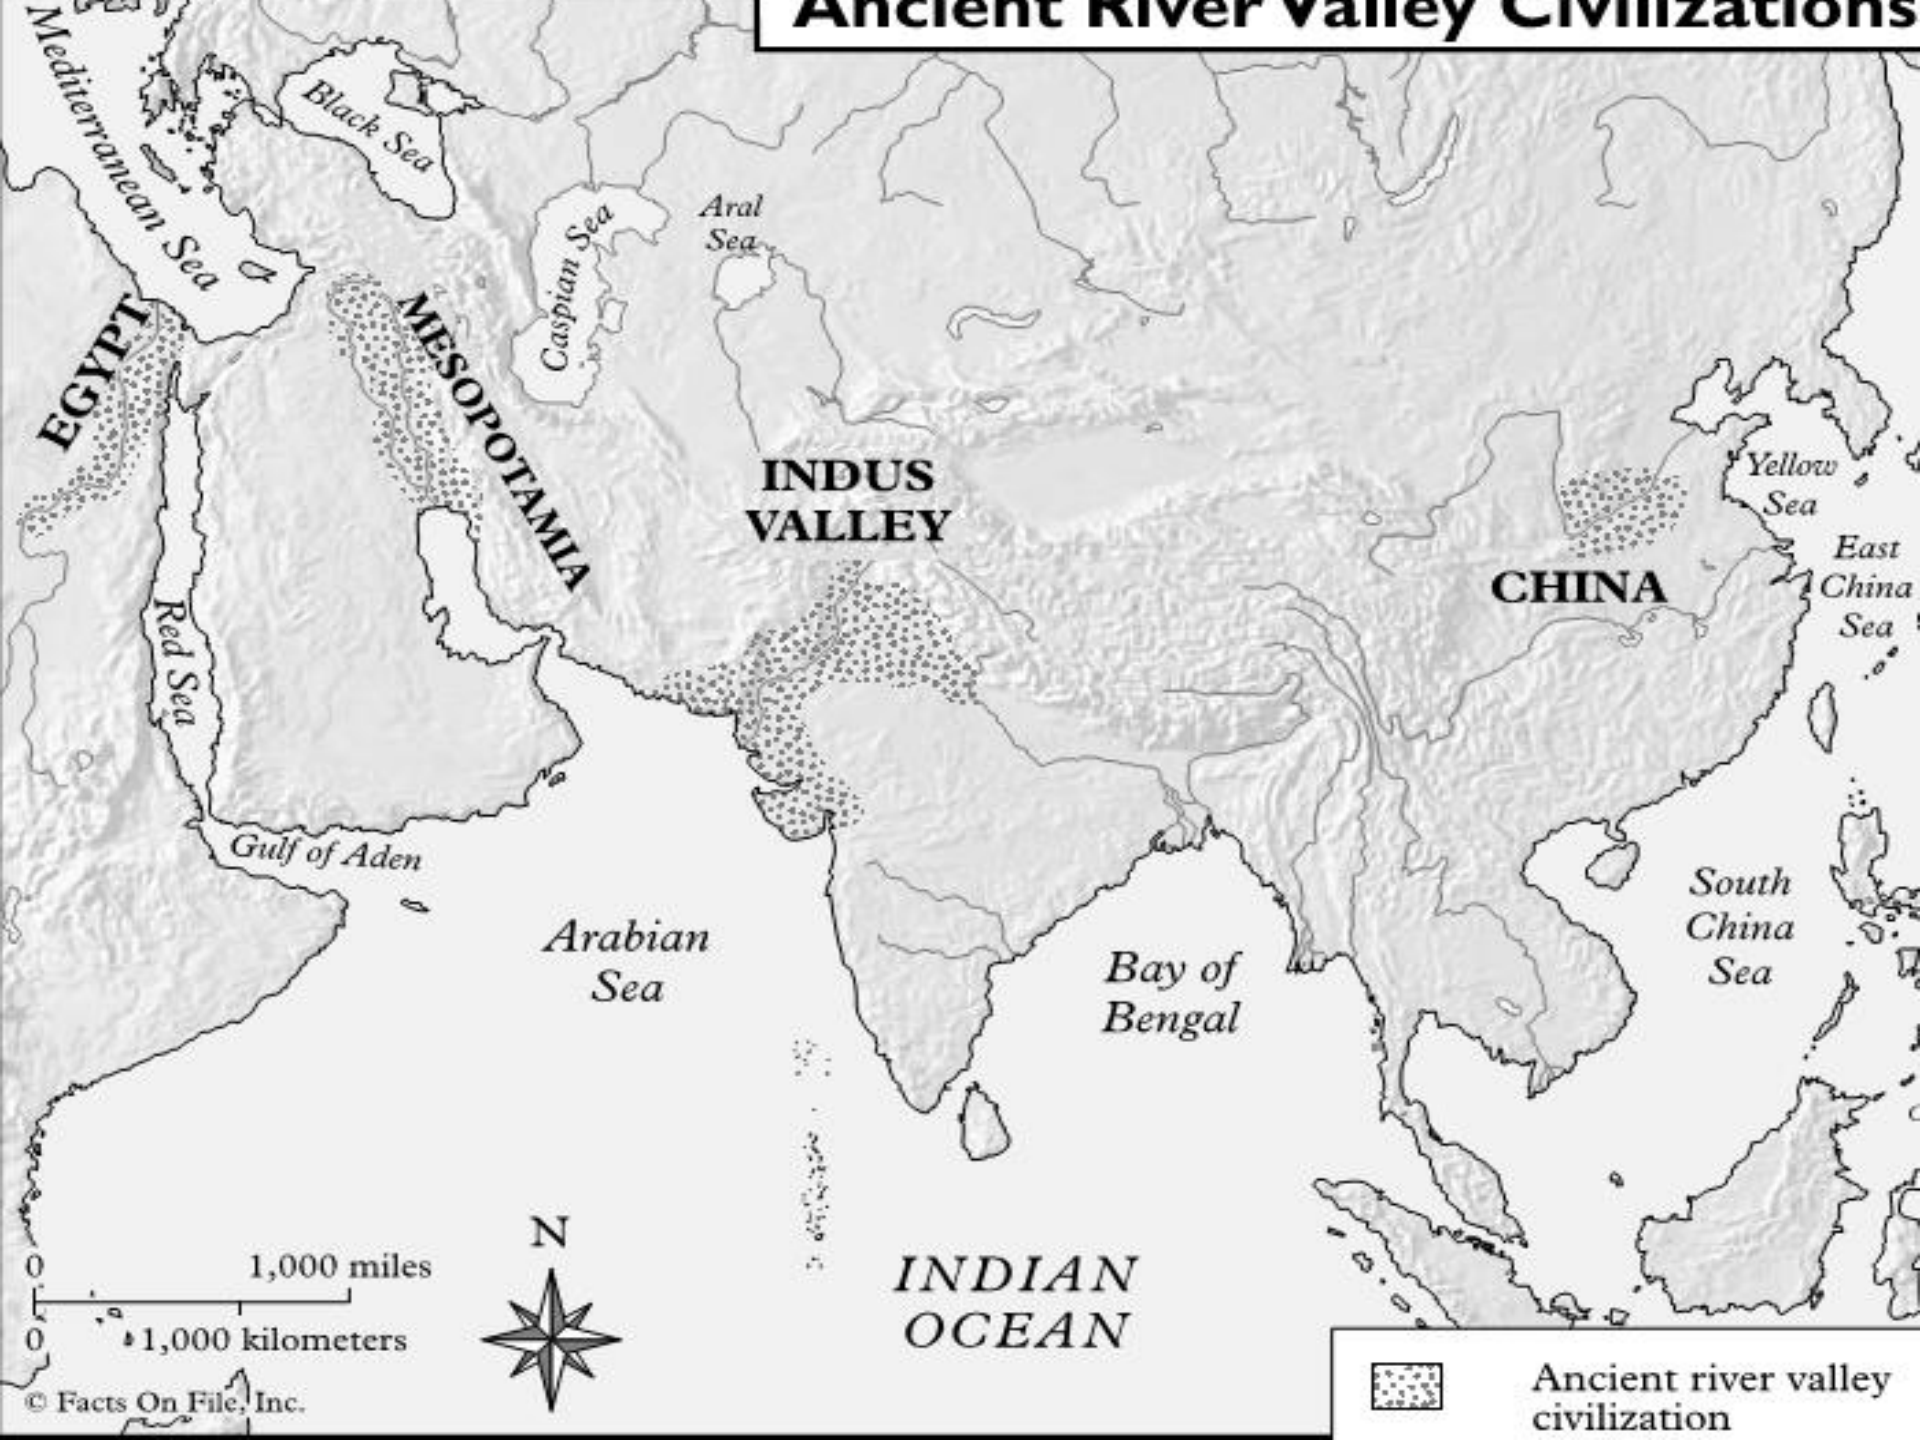 Ancient River Valley Civilizations
Mediterranean Sea
Black Sea
Caspian Sea
Aral
Sea
EGYPT
MESOPOTAMIA
INDUS
VALLEY
CHINA
Yellow
Sea
East
China
Sea
Red Sea
Gulf of Aden
Arabian
Sea
Bay of
Bengal
South
China
Sea
INDIAN
OCEAN
N
0 1,000 miles
0 1,000 kilometers
© Facts On File, Inc.
Ancient river valley
civilization